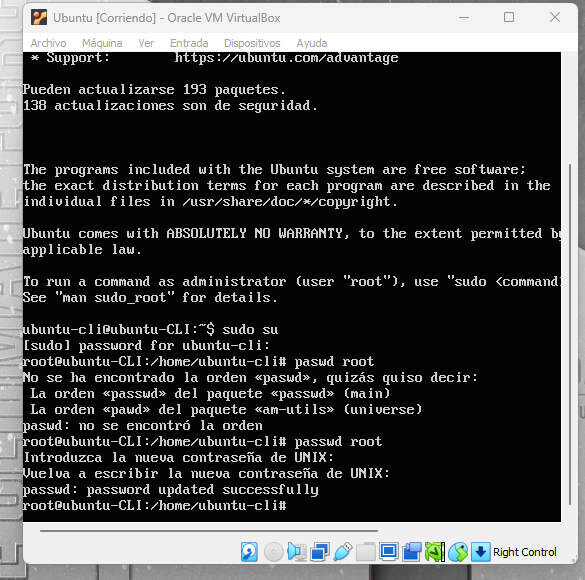 Ubuntu [Corriendo] - Oracle VM VirtualBox
Archivo Máquina Ver Entrada Dispositivos Ayuda
* Support: https://ubuntu.com/advantage
Pueden actualizarse 193 paquetes.
138 actualizaciones son de seguridad.
The programs included with the Ubuntu system are free software;
the exact distribution terms for each program are described in the
individual files in /usr/share/doc/*/copyright.
Ubuntu comes with ABSOLUTELY NO WARRANTY, to the extent permitted by
applicable law.
To run a command as administrator (user "root"), use "sudo <command
See "man sudo_root" for details.
ubuntu-cli@ubuntu-CLI:~$ sudo su
[sudo] password for ubuntu-cli:
root@ubuntu-CLI:/home/ubuntu-cli# paswd root
No se ha encontrado la orden «paswd», quizás quiso decir:
La orden «passwd» del paquete «passwd» (main)
La orden «pawd» del paquete «am-utils» (universe)
paswd: no se encontró la orden
root@ubuntu-CLI:/home/ubuntu-cli# passwd root
Introduzca la nueva contraseña de UNIX:
Vuelva a escribir la nueva contraseña de UNIX:
passwd: password updated successfully
root@ubuntu-CLI:/home/ubuntu-cli#
Right Control